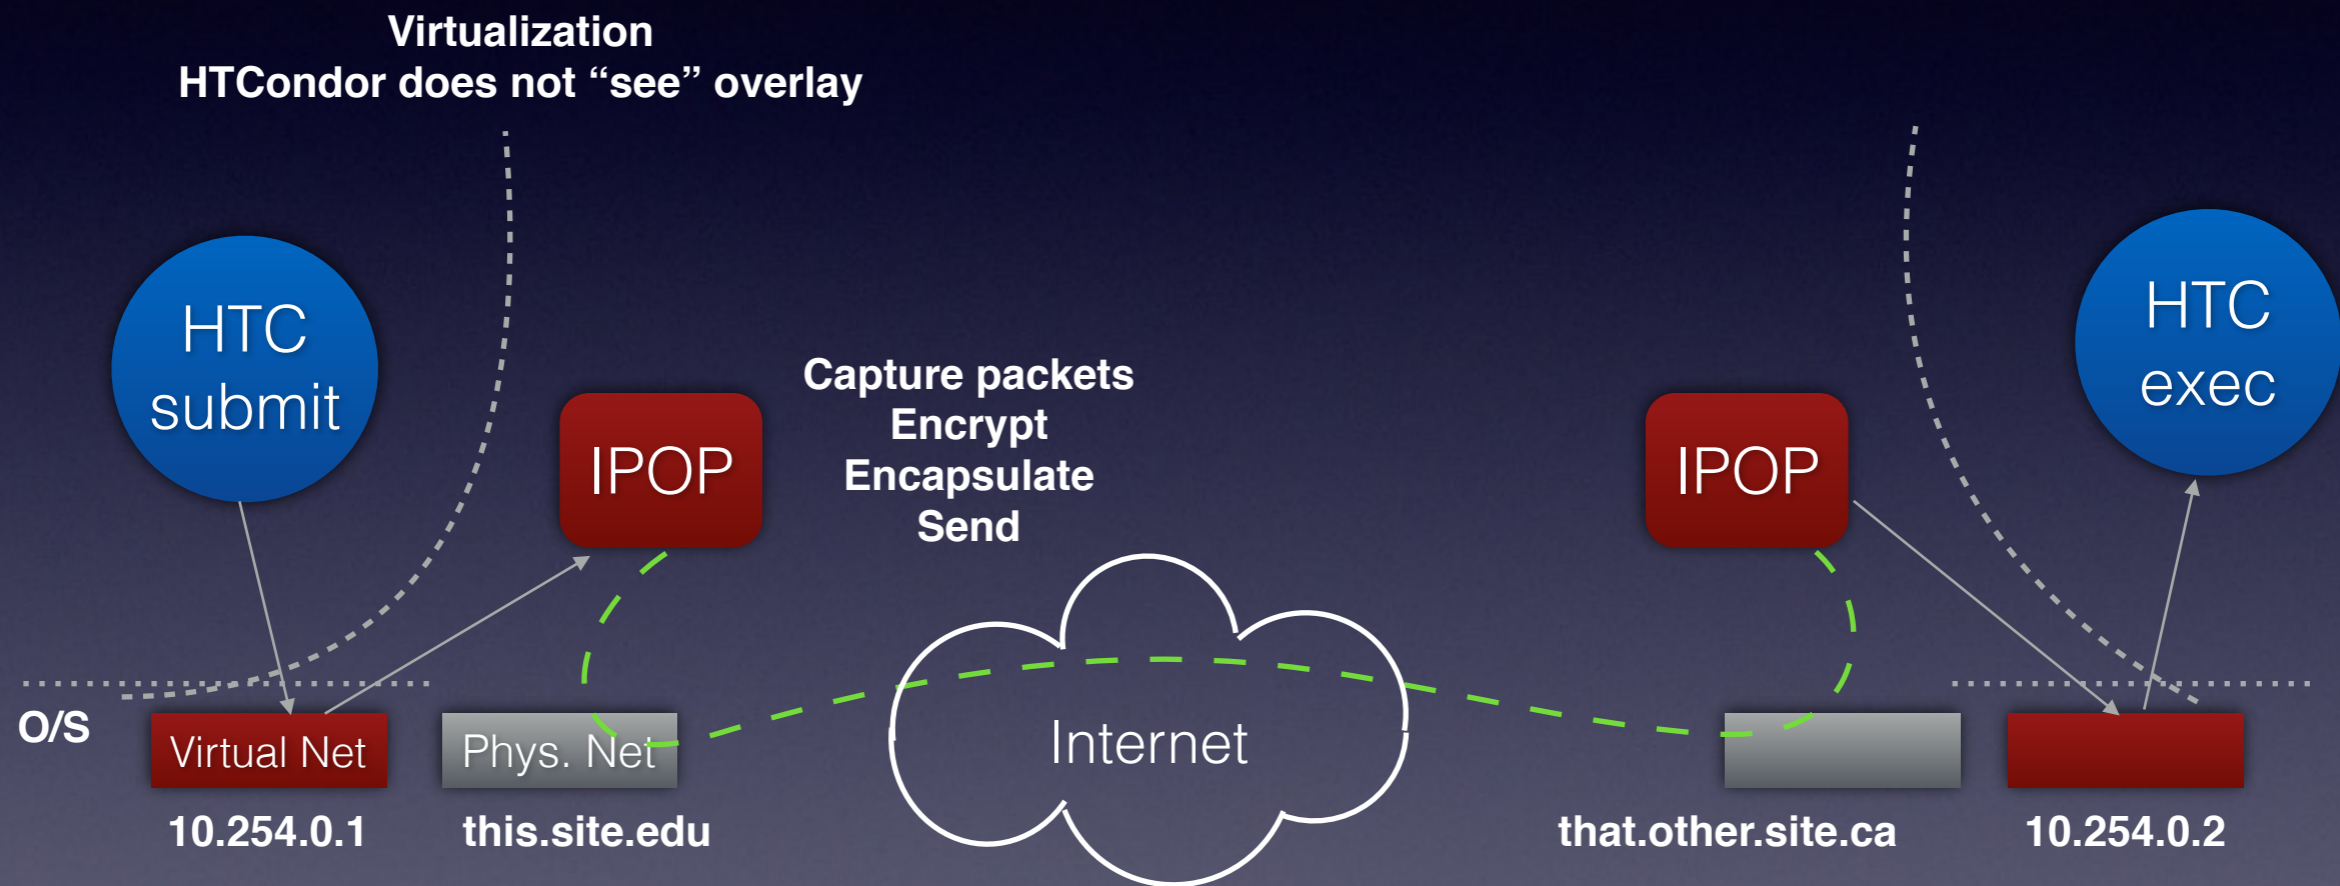 Virtualization
HTCondor does not “see” overlay
HTC
submit
IPOP
Capture packets
Encrypt
Encapsulate
Send
IPOP
HTC
exec
O/S
Virtual Net
Phys. Net
Internet
10.254.0.1
this.site.edu
that.other.site.ca
10.254.0.2